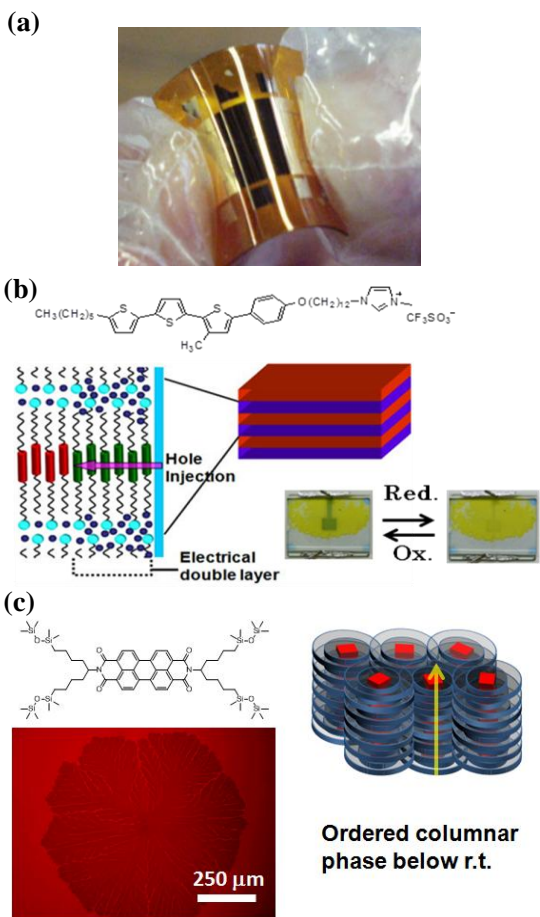 (a)
(b)
CH₃(CH₂)₅
S
S
S
S
H₃C
O
(CH₂)₁₂
N
N
+
CF₃SO₃⁻
Hole
Injection
Electrical
double layer
Red.
Ox.
(c)
Si
O
Si
Si
O
Si
O
O
N
N
O
O
Si
O
Si
Si
O
Si
250 μm
Ordered columnar
phase below r.t.